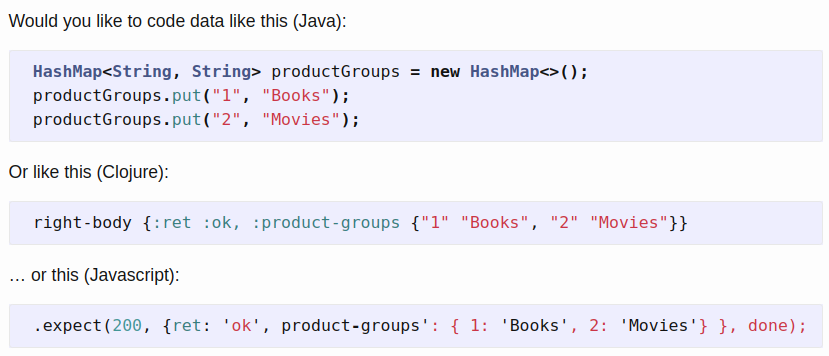 Would you like to code data like this (Java):
HashMap<String, String> productGroups = new HashMap<>();
productGroups.put("1", "Books");
productGroups.put("2", "Movies");
Or like this (Clojure):
right-body {:ret :ok, :product-groups {"1" "Books", "2" "Movies"}}
… or this (Javascript):
.expect(200, {ret: 'ok', product-groups': { 1: 'Books', 2: 'Movies'} }, done);